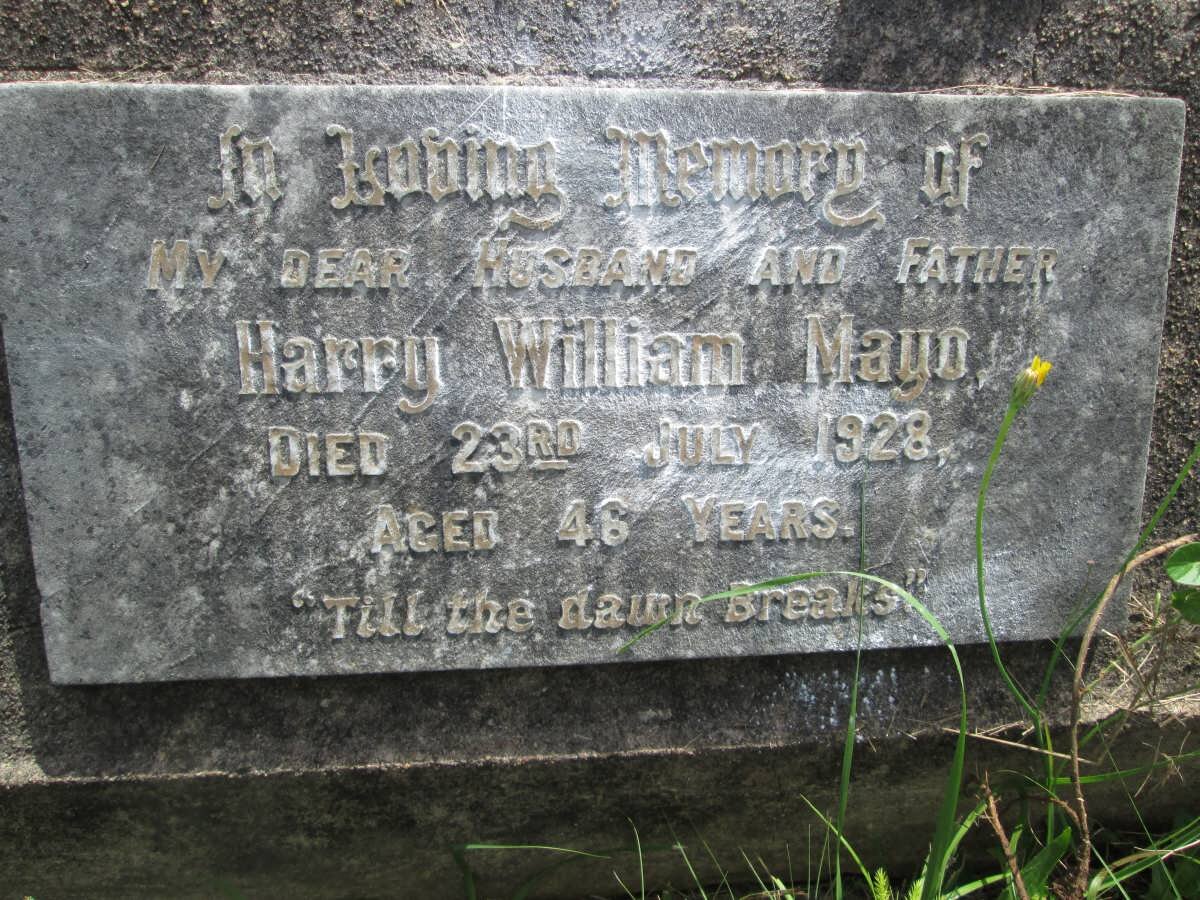 In Loving Memory of
My dear Husband and Father
Harry William Mayo,
Died 23rd July 1928,
Aged 46 Years.
"Till the dawn Breaks"